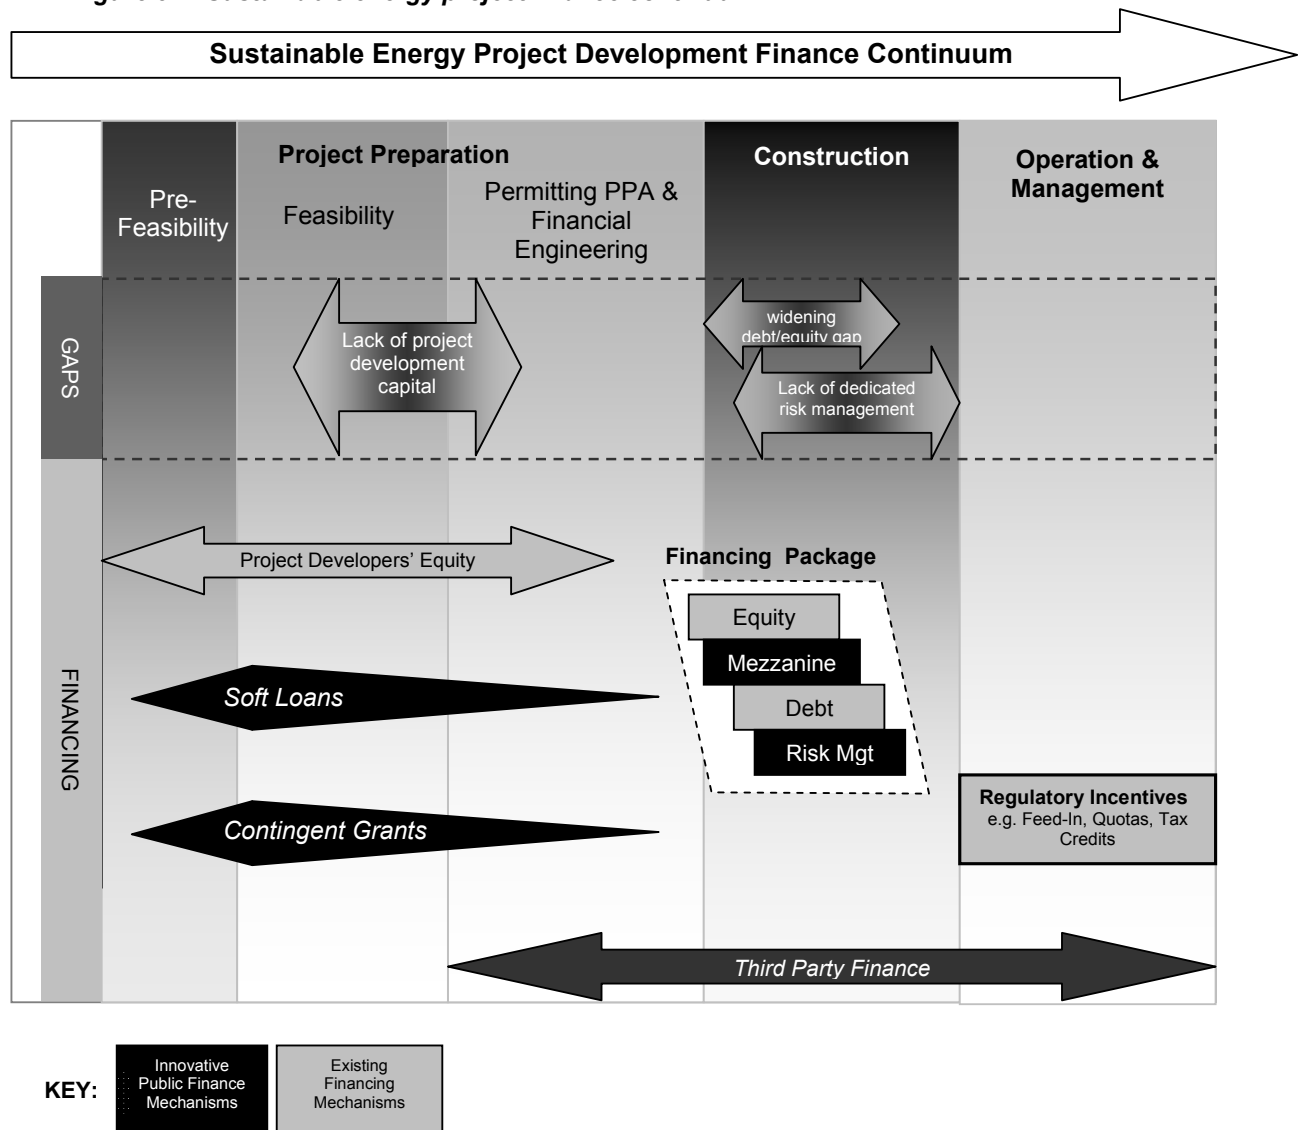 Sustainable Energy Project Development Finance Continuum
Project Preparation
Construction
Operation &
Management
Pre-
Feasibility
Feasibility
Permitting PPA &
Financial
Engineering
GAPS
Lack of project
development
capital
widening
debt/equity gap
Lack of dedicated
risk management
FINANCING
Project Developers’ Equity
Financing Package
Equity
Mezzanine
Debt
Risk Mgt
Soft Loans
Contingent Grants
Regulatory Incentives
e.g. Feed-In, Quotas, Tax
Credits
Third Party Finance
KEY:
Innovative
Public Finance
Mechanisms
Existing
Financing
Mechanisms